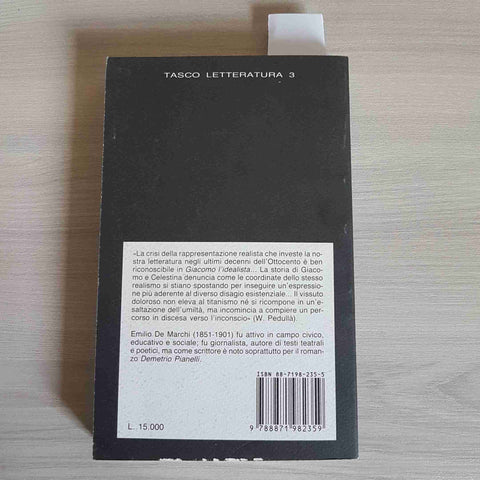 TASCO LETTERATURA 3
«La crisi della rappresentazione realista che investe la no-
stra letteratura negli ultimi decenni dell'Ottocento è ben
riconoscibile in Giacomo l'idealista... La storia di Giaco-
mo e Celestina denuncia come le coordinate dello stesso
realismo si stiano spostando per inseguire un'espressio-
ne più aderente al diverso disagio esistenziale... Il vissuto
doloroso non eleva al titanismo né si ricompone in un'e-
saltazione dell'umiltà, ma incomincia a compiere un per-
corso in discesa verso l'inconscio» (W. Pedullà).
Emilio De Marchi (1851-1901) fu attivo in campo civico,
educativo e sociale; fu giornalista, autore di testi teatrali
e poetici, ma come scrittore è noto soprattutto per il roman-
zo Demetrio Pianelli.
ISBN 88-7198-235-5
L. 15.000
9 788871 982359